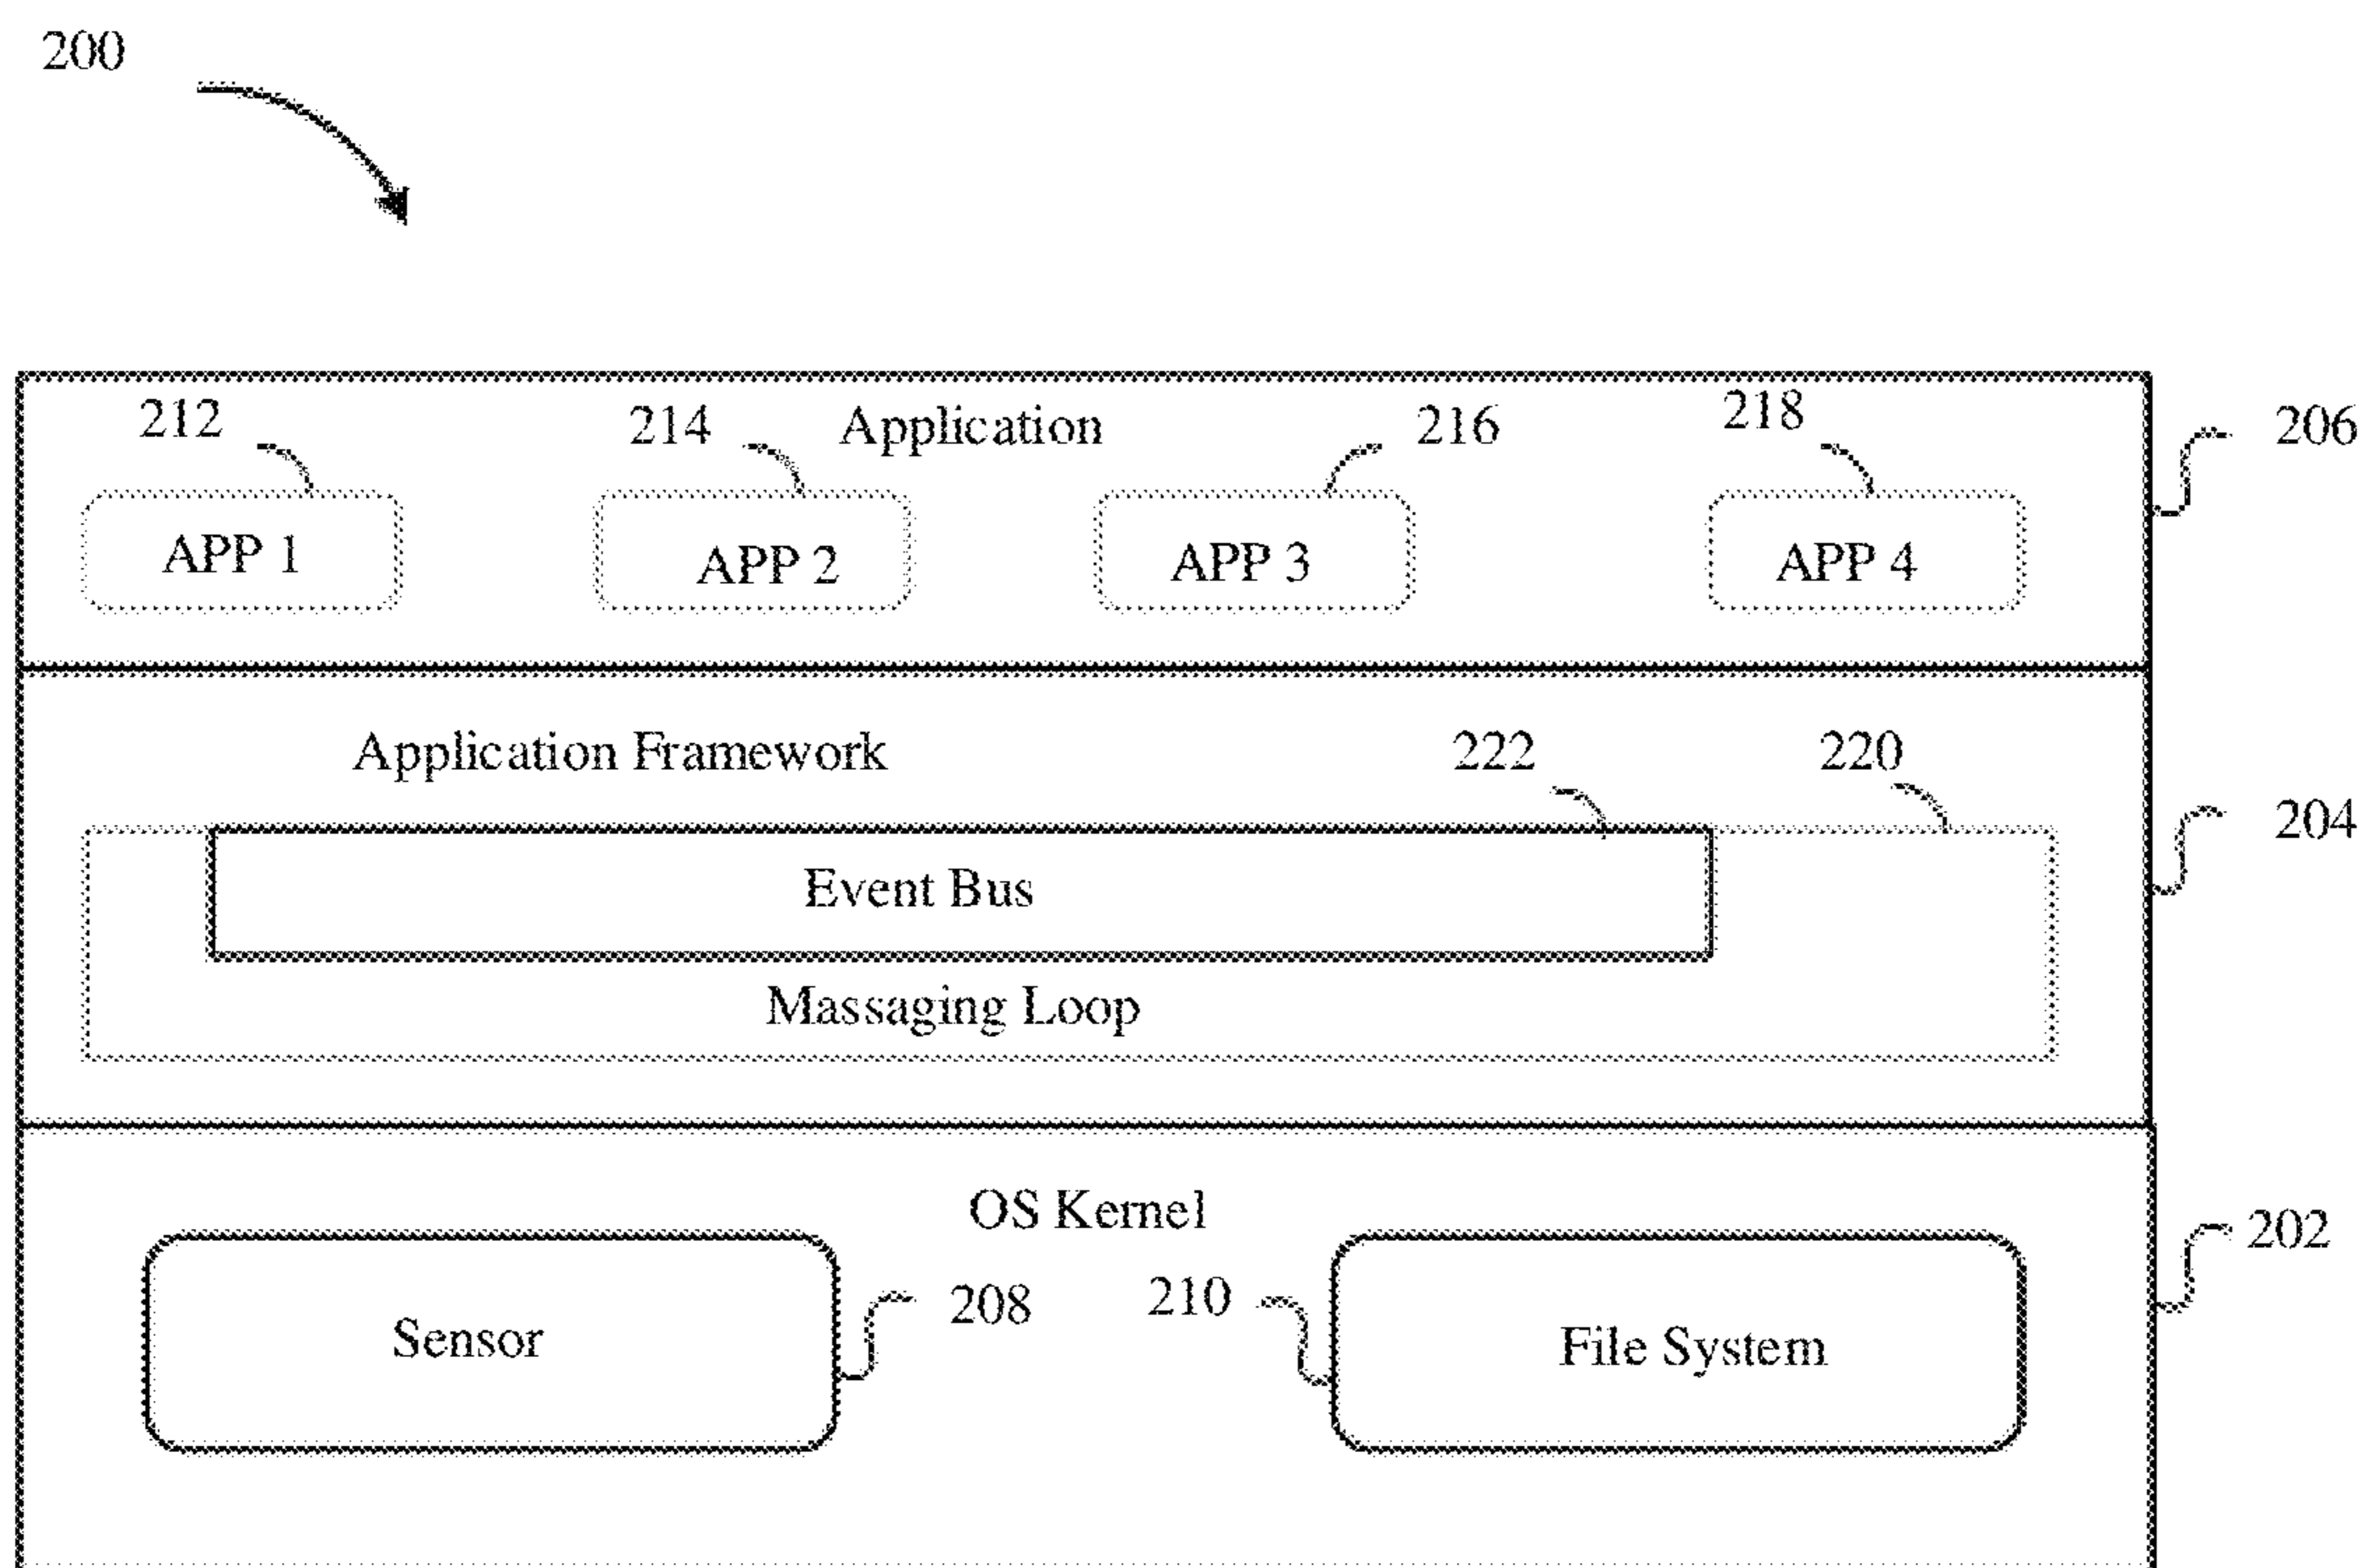 200
212
214
Application
216
218
206
APP 1
APP 2
APP 3
APP 4
Application Framework
222
220
204
Event Bus
Massaging Loop
OS Kernel
202
208
210
Sensor
File System